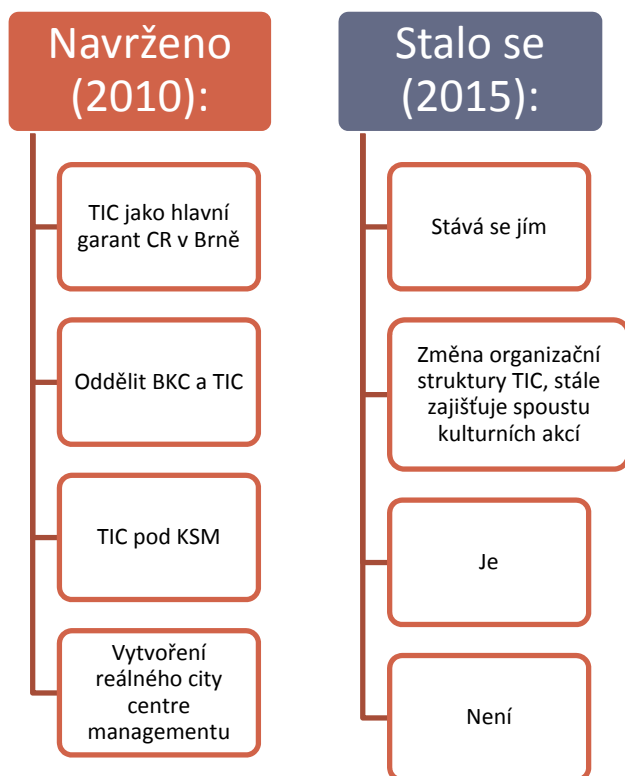 Navrženo
(2010):
TIC jako hlavní
garant CR v Brně
Oddělit BKC a TIC
TIC pod KSM
Vytvoření
reálného city
centre
managementu
Stalo se
(2015):
Stává se jím
Změna organizační
struktury TIC, stále
zajišťuje spoustu
kulturních akcí
Je
Není